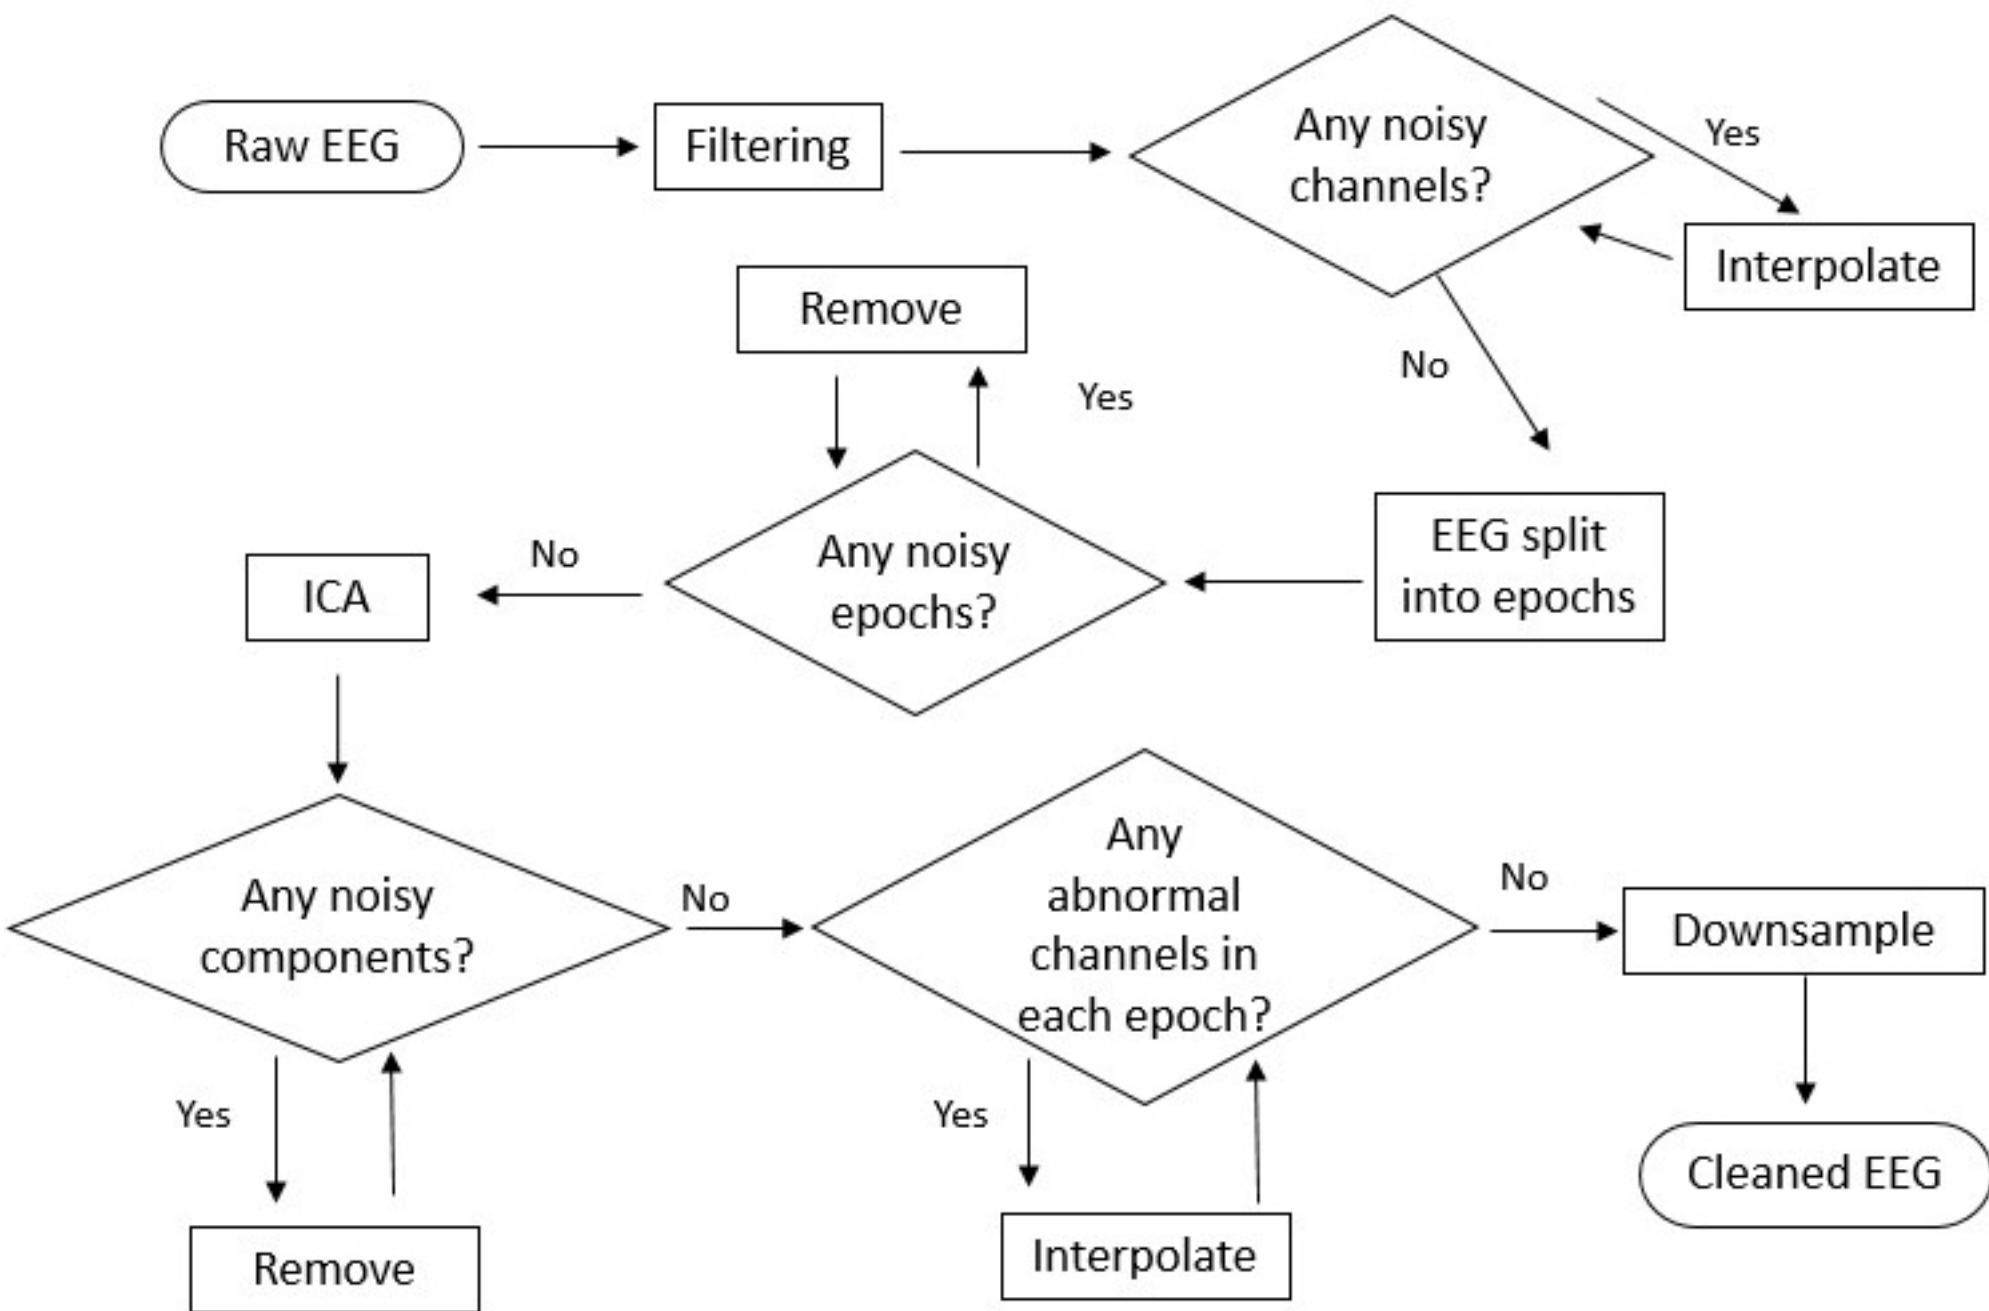 Raw EEG
Filtering
Any noisy
channels?
Yes
Interpolate
No
Remove
Yes
EEG split
into epochs
Any noisy
epochs?
No
ICA
Any noisy
components?
Yes
Remove
No
Any
abnormal
channels in
each epoch?
Yes
Interpolate
No
Downsample
Cleaned EEG